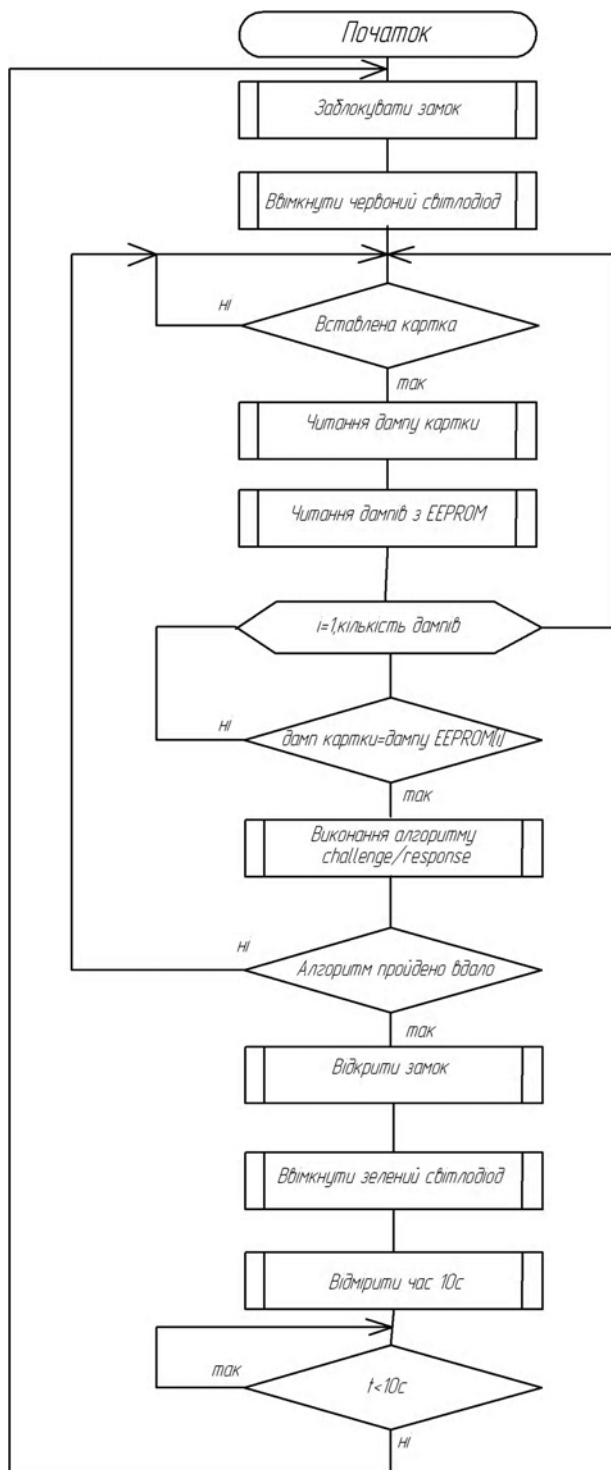 Початок
Заблокувати замок
Ввімкнути червоний світлодіод
ні
Вставлена картка
так
Читання дампу картки
Читання дампів з EEPROM
i=1,кількість дампів
ні
дамп картки=дампу EEPROM[i]
так
Виконання алгоритму
challenge/response
ні
Алгоритм пройдено вдало
так
Відкрити замок
Ввімкнути зелений світлодіод
Відміряти час 10с
так
t<10c
ні